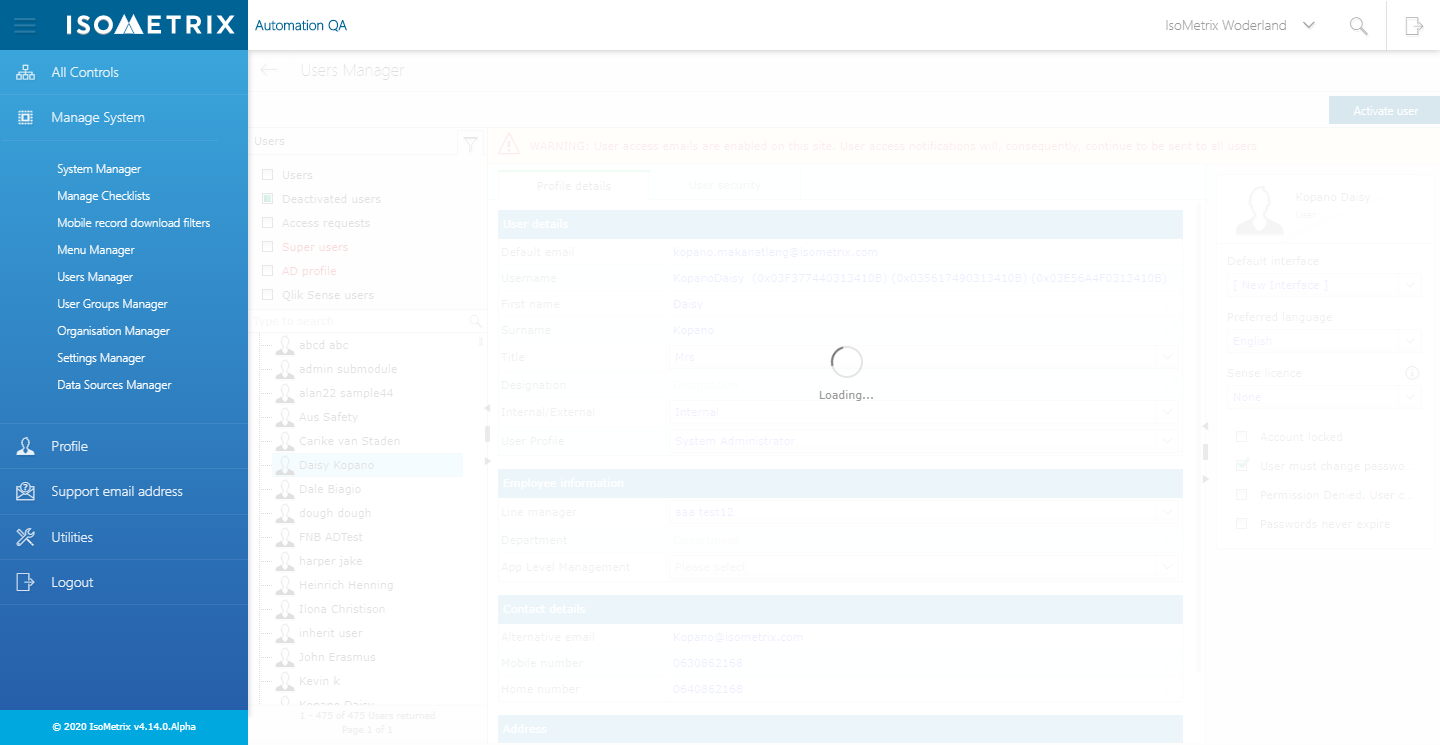 ISOMETRIX
Automation QA
IsoMetrix Woderland
All Controls
Manage System
System Manager
Manage Checklists
Mobile record download filters
Menu Manager
Users Manager
User Groups Manager
Organisation Manager
Settings Manager
Data Sources Manager
Profile
Support email address
Utilities
Logout
© 2020 IsoMetrix v4.14.0.Alpha
Users Manager
Activate user
Users
Users
Deactivated users
Access requests
Super users
AD profile
Qlik Sense users
Type to search
abcd abc
admin submodule
alan22 sample44
Aus Safety
Carike van Staden
Daisy Kopano
Dale Biagio
dough dough
FNB ADTest
harper jake
Heinrich Henning
Ilona Christison
inherit user
John Erasmus
Kevin k
Kopano Daisy
1 - 475 of 475 Users returned
Page 1 of 1
WARNING: User access emails are enabled on this site. User access notifications will, consequently, continue to be sent to all users
Profile details
User security
User details
Default email kopano.makanatleng@isometrix.com
Username KopanoDaisy
First name Daisy
Surname Kopano
Title Mrs
Designation
Internal/External Internal
User Profile System Administrator
Employee information
Line manager aaa test12
Department Department
App Level Management Please select
Contact details
Alternative email Kopano@isometrix.com
Mobile number 0630862168
Home number 0640862168
Address
Loading...
Kopano Daisy
User
Default interface
[ New Interface ]
Preferred language
English
Sense licence
None
Account locked
User must change passwo
Permission Denied. User c
Passwords never expire